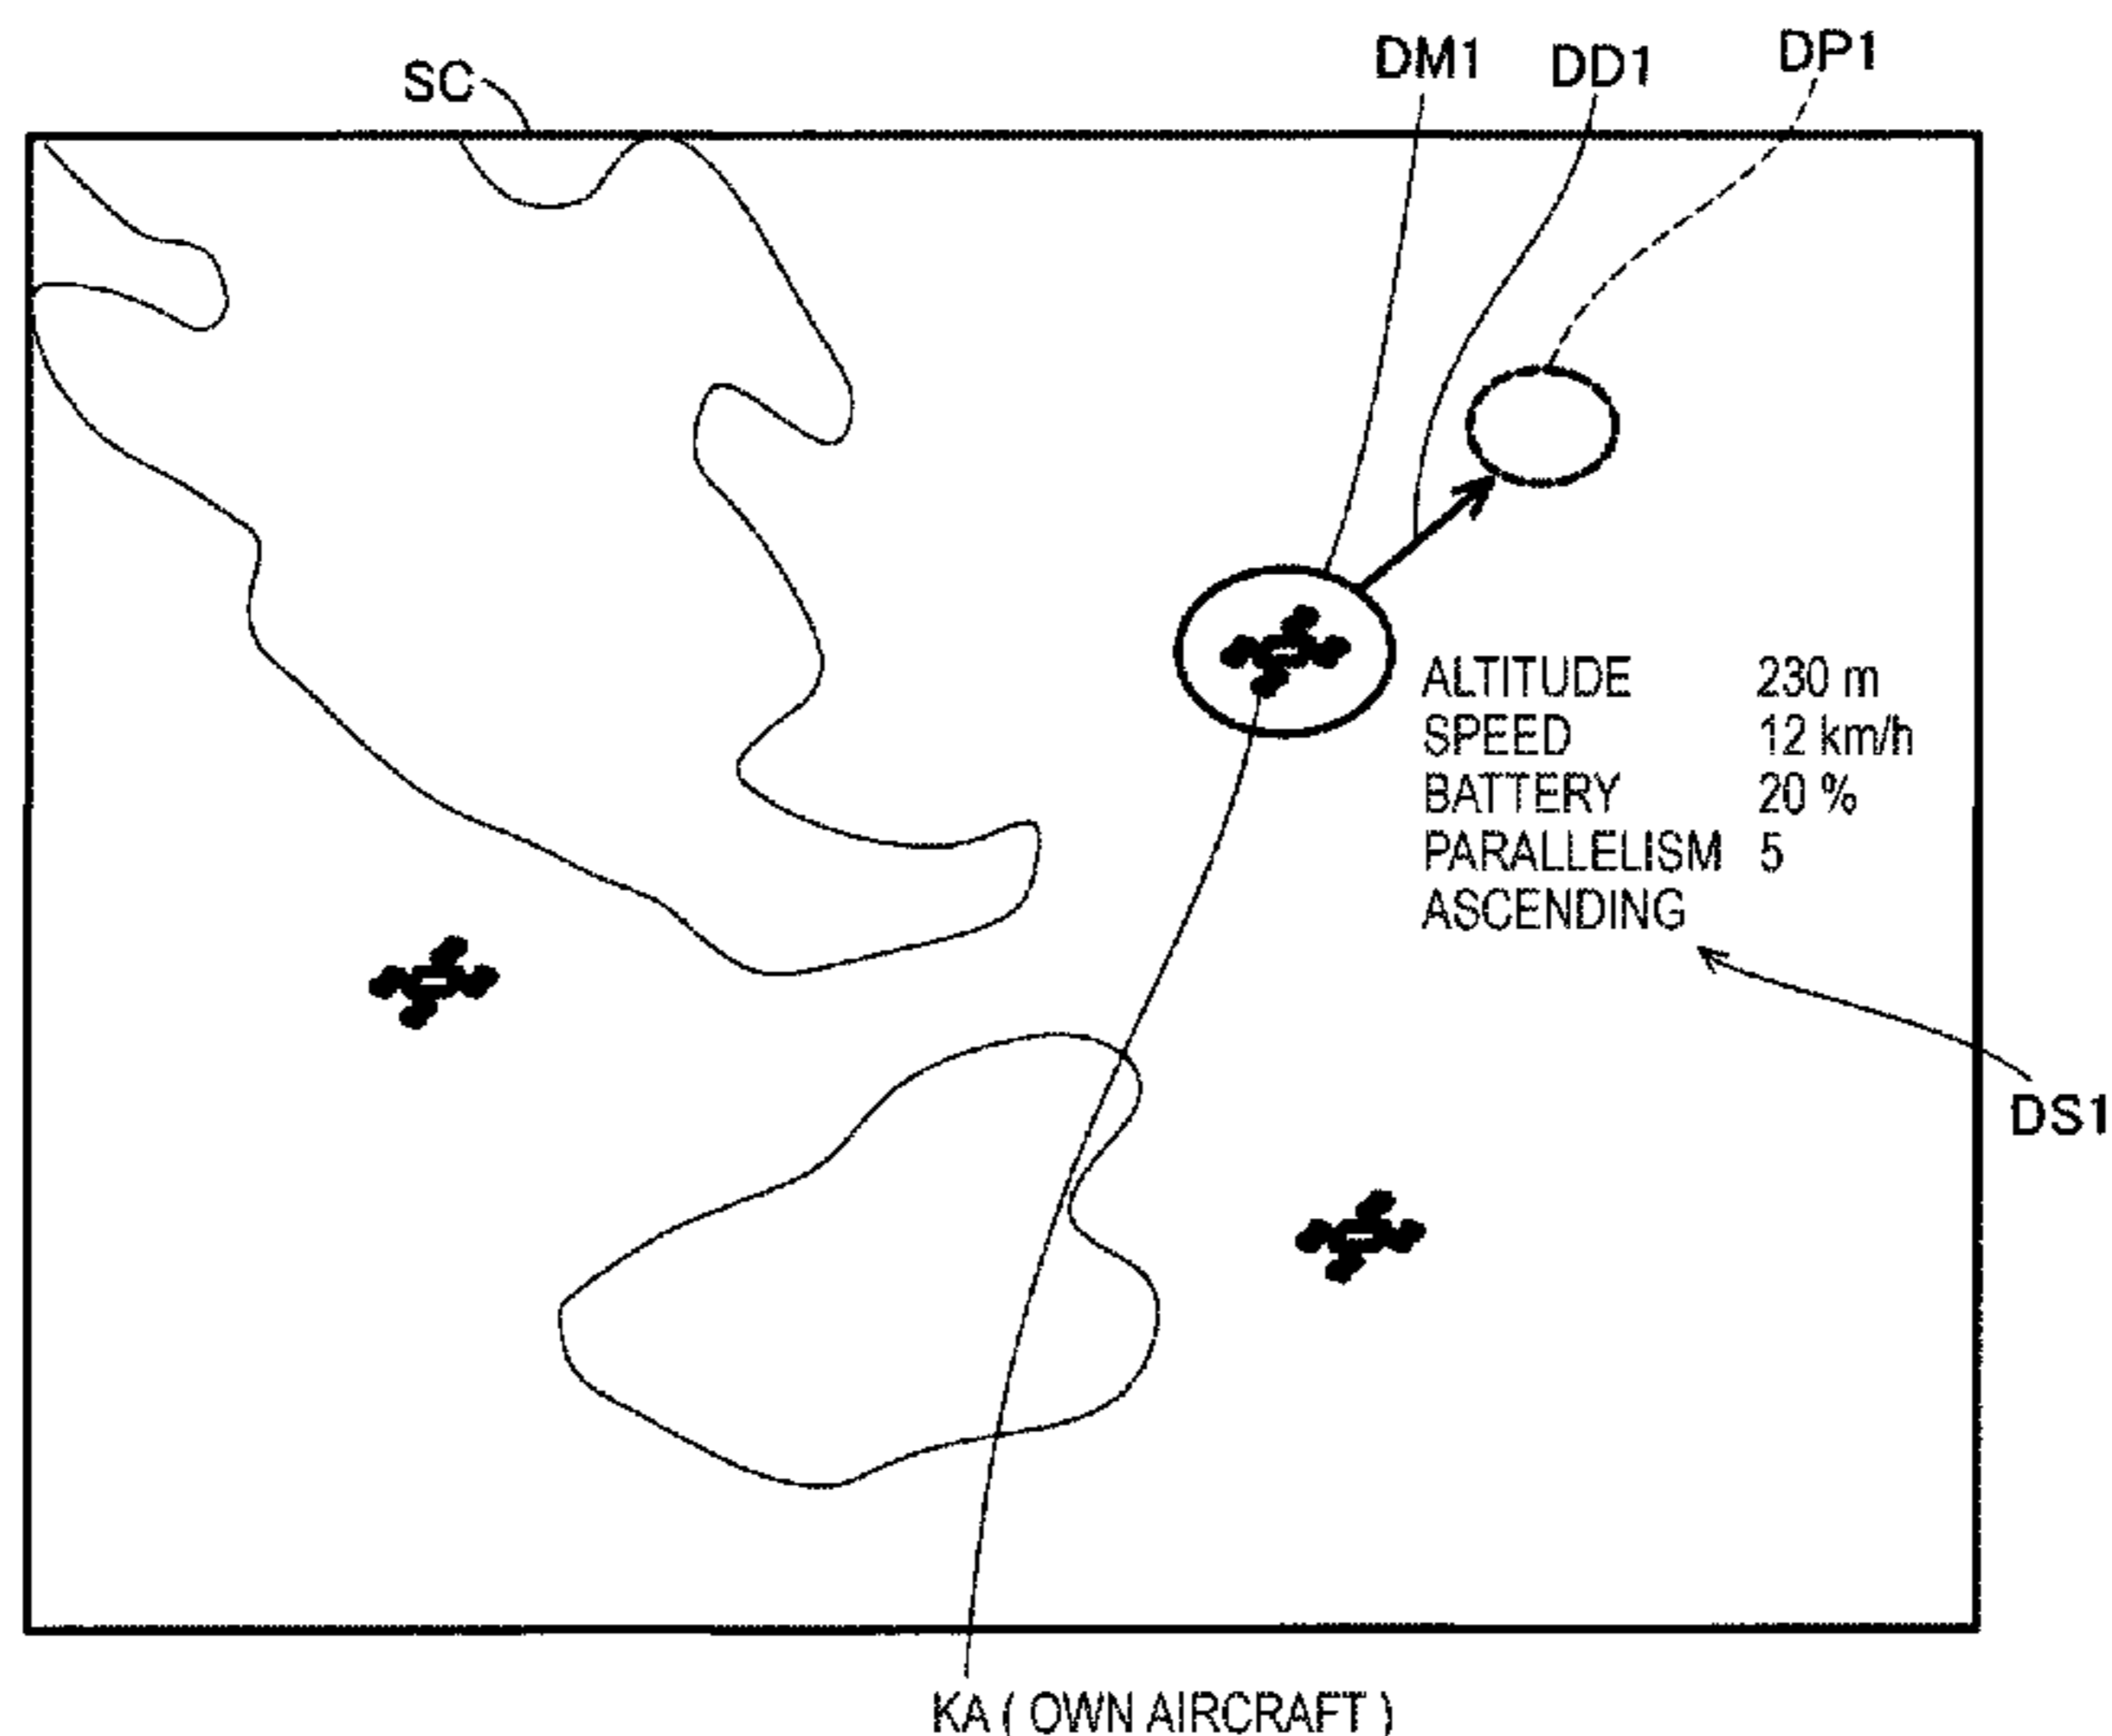 SC
DM1
DD1
DP1
ALTITUDE 230 m
SPEED 12 km/h
BATTERY 20 %
PARALLELISM 5
ASCENDING
DS1
KA ( OWN AIRCRAFT )